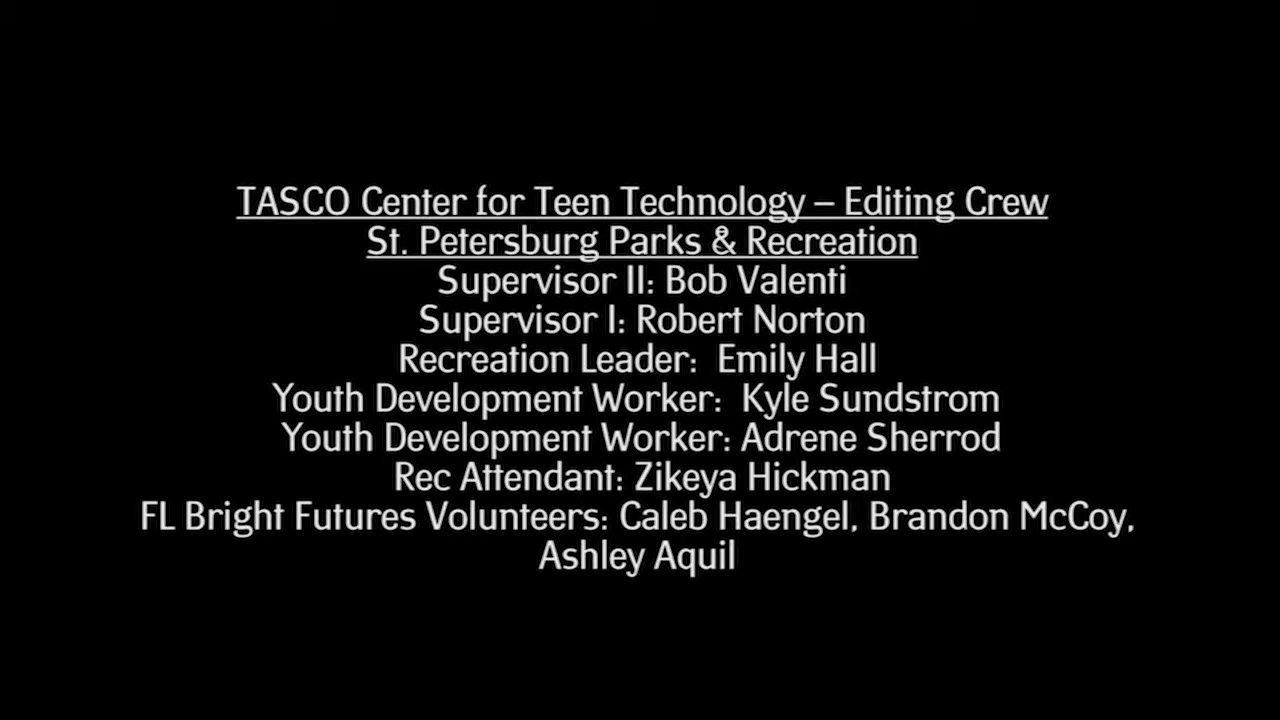 TASCO Center for Teen Technology – Editing Crew
St. Petersburg Parks & Recreation
Supervisor II: Bob Valenti
Supervisor I: Robert Norton
Recreation Leader:  Emily Hall
Youth Development Worker:  Kyle Sundstrom
Youth Development Worker: Adrene Sherrod
Rec Attendant: Zikeya Hickman
FL Bright Futures Volunteers: Caleb Haengel, Brandon McCoy,
Ashley Aquil